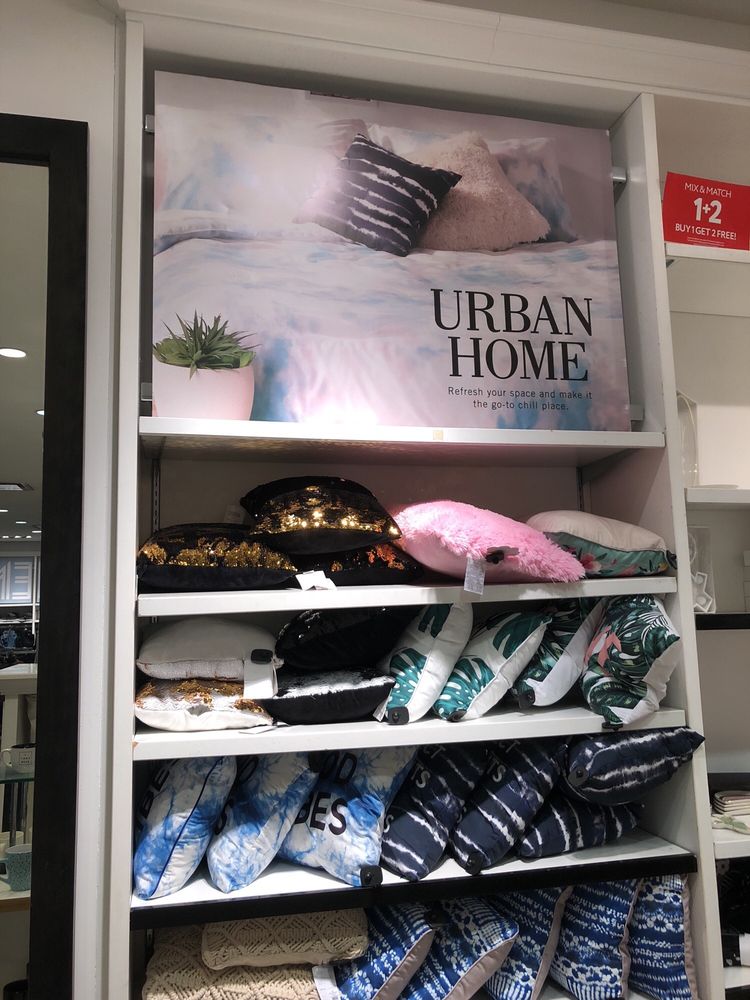 URBAN
HOME
Refresh your space and make it
the go-to chill place.
MIX & MATCH
1+2
BUY 1 GET 2 FREE!